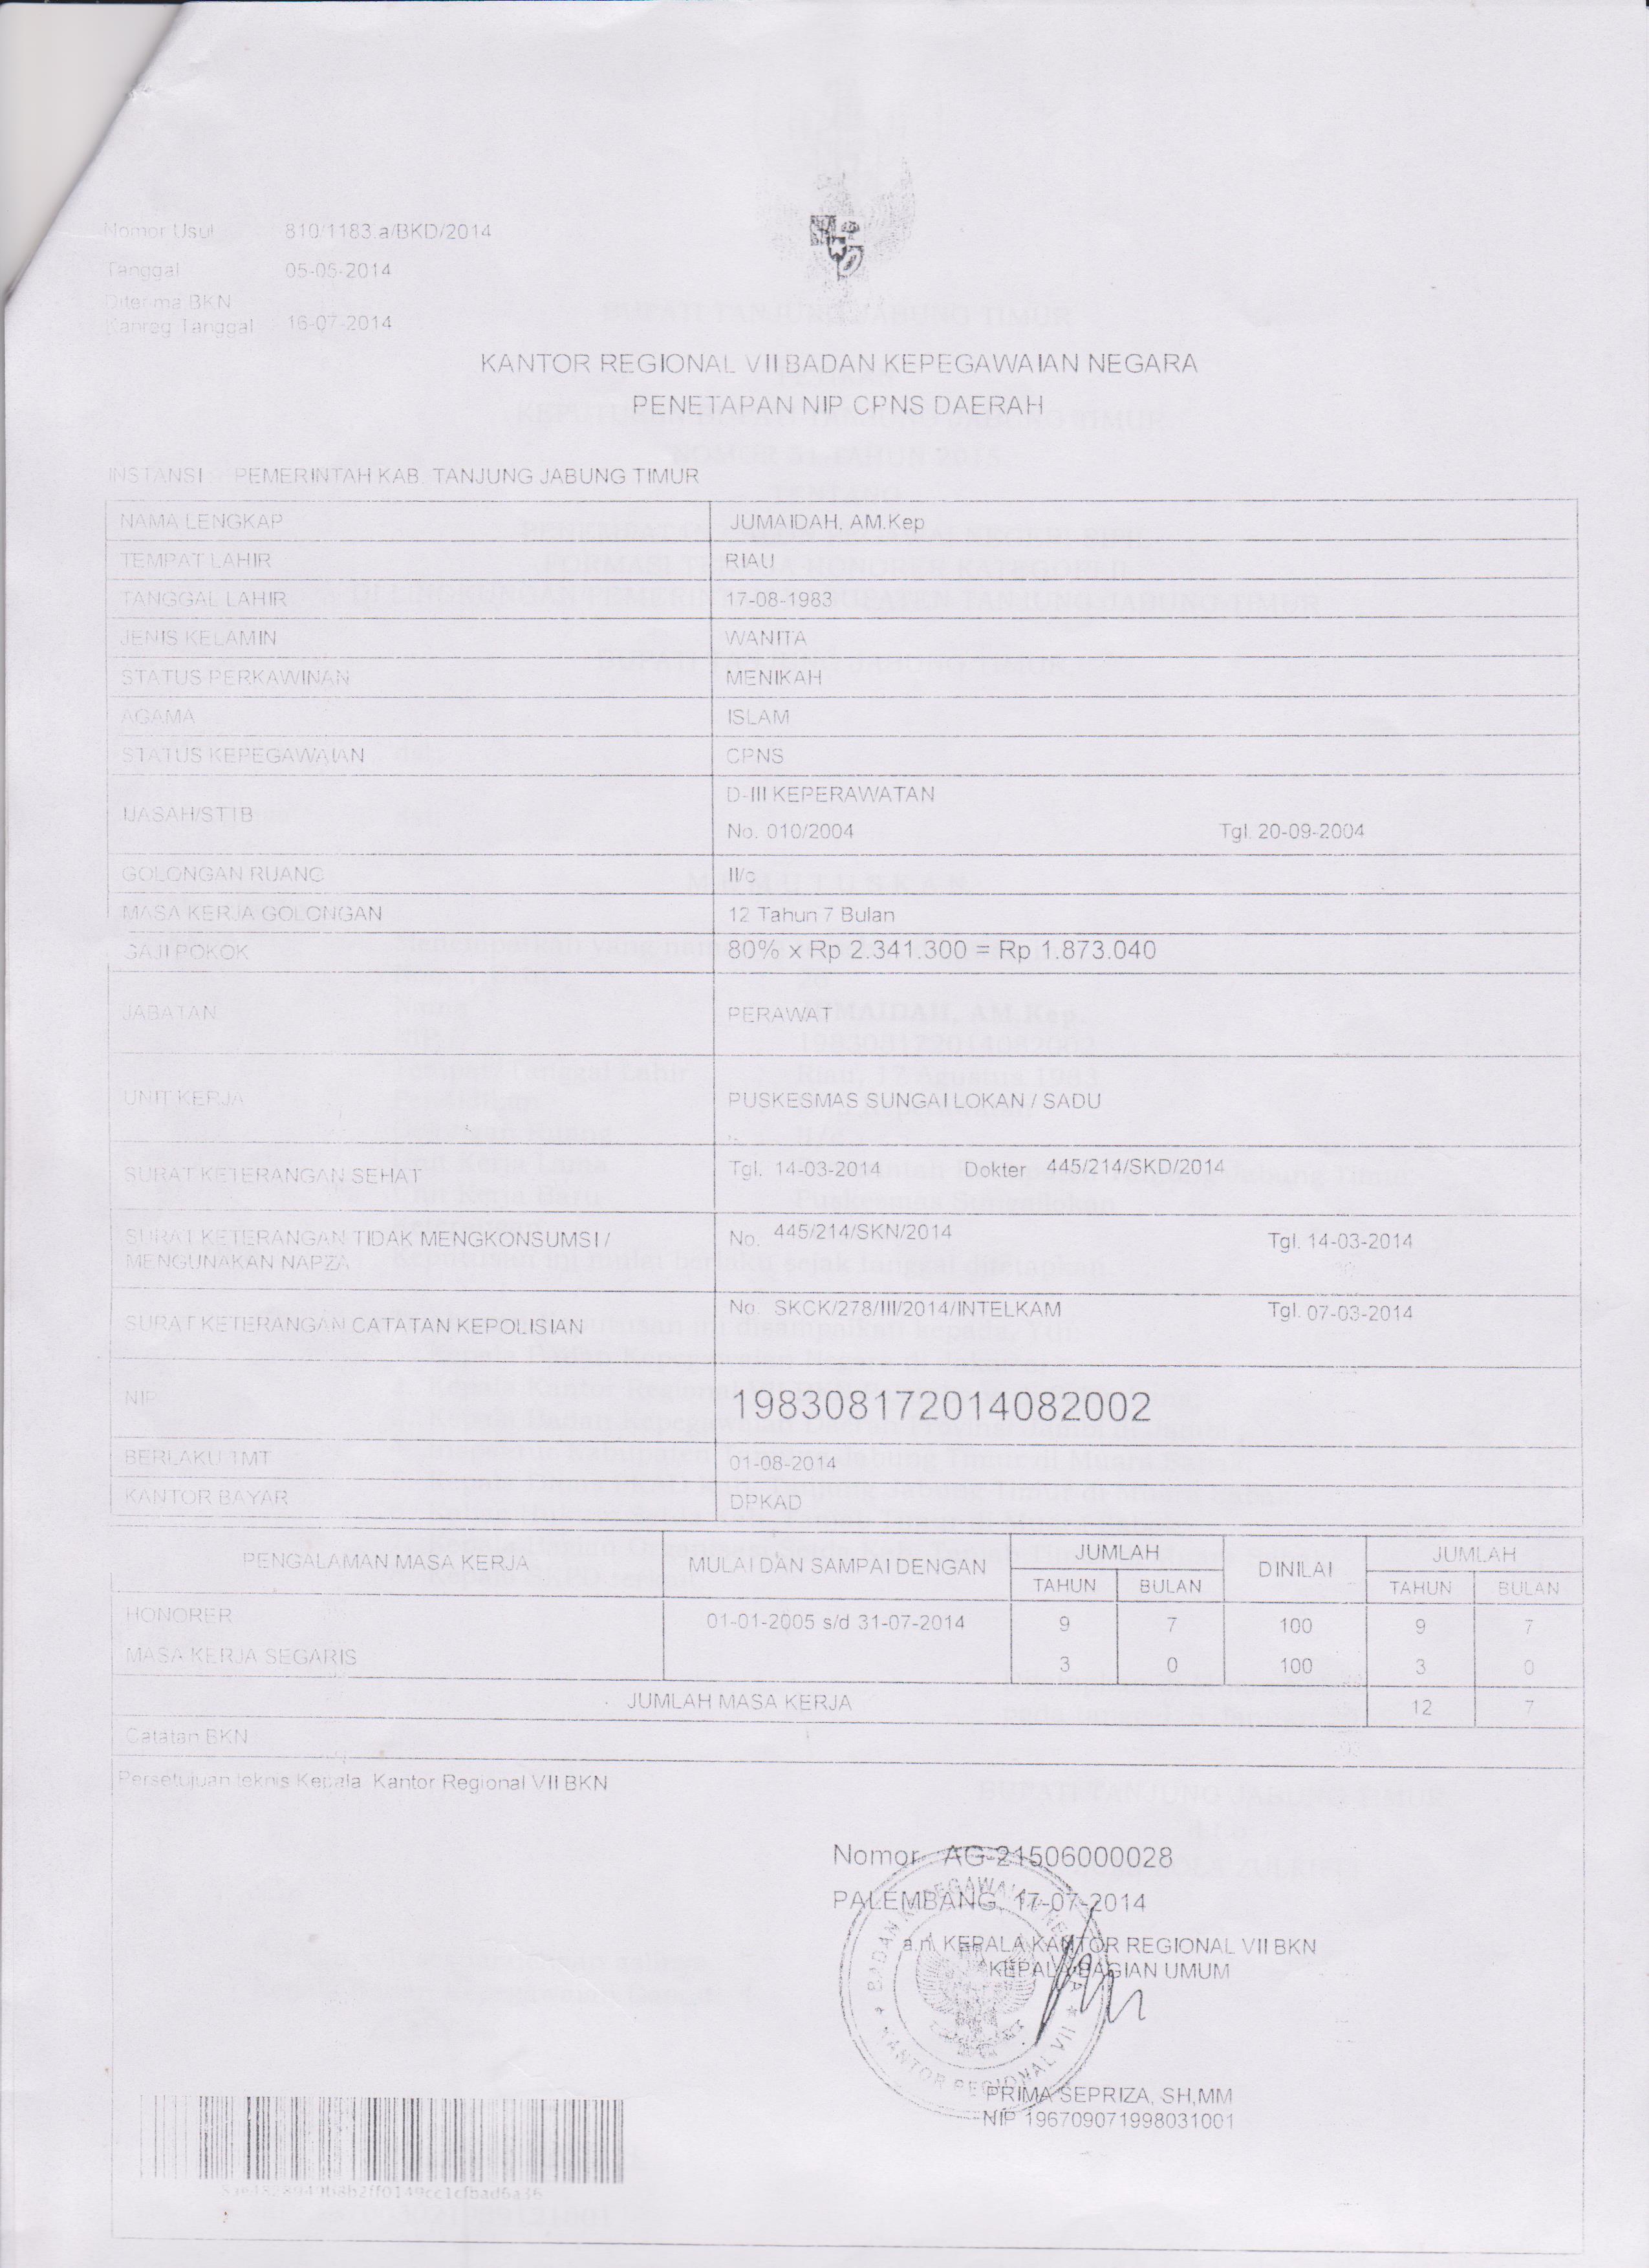 Nomor Usul : 810/1183.a/BKD/2014
Tanggal : 05-06-2014
Diterima BKN
Kanreg Tanggal : 16-07-2014
KANTOR REGIONAL VII BADAN KEPEGAWAIAN NEGARA
PENETAPAN NIP CPNS DAERAH
INSTANSI : PEMERINTAH KAB. TANJUNG JABUNG TIMUR
NAMA LENGKAP JUMAIDAH, AM.Kep
TEMPAT LAHIR RIAU
TANGGAL LAHIR 17-08-1983
JENIS KELAMIN WANITA
STATUS PERKAWINAN MENIKAH
AGAMA ISLAM
STATUS KEPEGAWAIAN CPNS
IJASAH/STTB D-III KEPERAWATAN
No. 010/2004 Tgl. 20-09-2004
GOLONGAN RUANG II/c
MASA KERJA GOLONGAN 12 Tahun 7 Bulan
GAJI POKOK 80% x Rp 2.341.300 = Rp 1.873.040
JABATAN PERAWAT
UNIT KERJA PUSKESMAS SUNGAI LOKAN / SADU
SURAT KETERANGAN SEHAT Tgl. 14-03-2014 Dokter 445/214/SKD/2014
SURAT KETERANGAN TIDAK MENGKONSUMSI / No. 445/214/SKN/2014 Tgl. 14-03-2014
MENGUNAKAN NAPZA
SURAT KETERANGAN CATATAN KEPOLISIAN No. SKCK/278/III/2014/INTELKAM Tgl. 07-03-2014
NIP 198308172014082002
BERLAKU TMT 01-08-2014
KANTOR BAYAR DPKAD
PENGALAMAN MASA KERJA MULAI DAN SAMPAI DENGAN JUMLAH DINILAI JUMLAH
TAHUN BULAN TAHUN BULAN
HONORER 01-01-2005 s/d 31-07-2014 9 7 100 9 7
MASA KERJA SEGARIS 3 0 100 3 0
JUMLAH MASA KERJA 12 7
Catatan BKN
Persetujuan teknis Kepala Kantor Regional VII BKN
Nomor AG-21506000028
PALEMBANG, 17-07-2014
a.n. KEPALA KANTOR REGIONAL VII BKN
KEPALA BAGIAN UMUM
BADAN KEPEGAWAIAN NEGARA
KANTOR REGIONAL VII
PRIMA SEPRIZA, SH,MM
NIP 196709071998031001